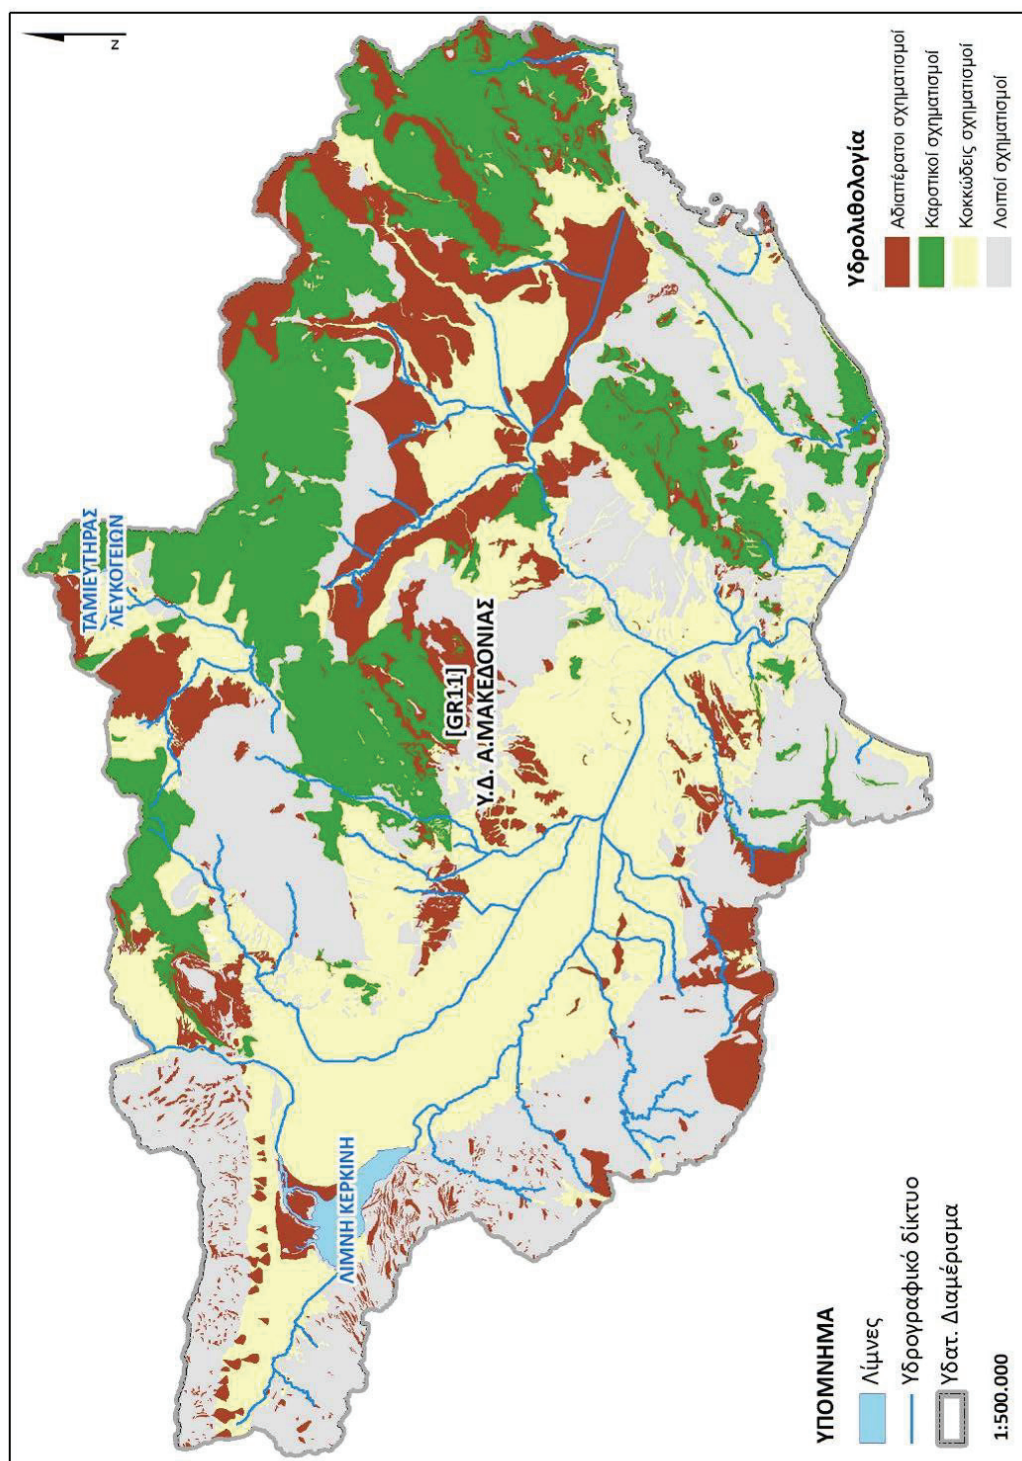 Z
ΤΑΜΙΕΥΤΗΡΑΣ
ΛΕΥΚΟΓΕΙΩΝ
[GR11]
Υ.Δ. Α.ΜΑΚΕΔΟΝΙΑΣ
ΛΙΜΝΗ ΚΕΡΚΙΝΗ
ΥΠΟΜΝΗΜΑ
Λίμνες
Υδρογραφικό δίκτυο
Υδατ. Διαμέρισμα
1:500.000
Υδρολιθολογία
Αδιαπέρατοι σχηματισμοί
Καρστικοί σχηματισμοί
Κοκκώδεις σχηματισμοί
Λοιποί σχηματισμοί